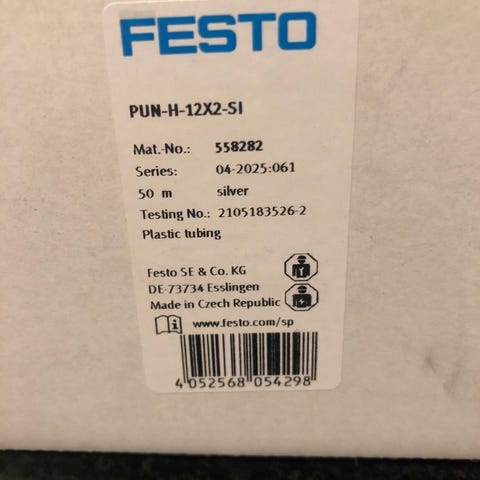 FESTO
PUN-H-12X2-SI
Mat.-No.: 558282
Series: 04-2025:061
50 m silver
Testing No.: 2105183526-2
Plastic tubing
Festo SE & Co. KG
DE-73734 Esslingen
Made in Czech Republic
www.festo.com/sp
4 052568 054298